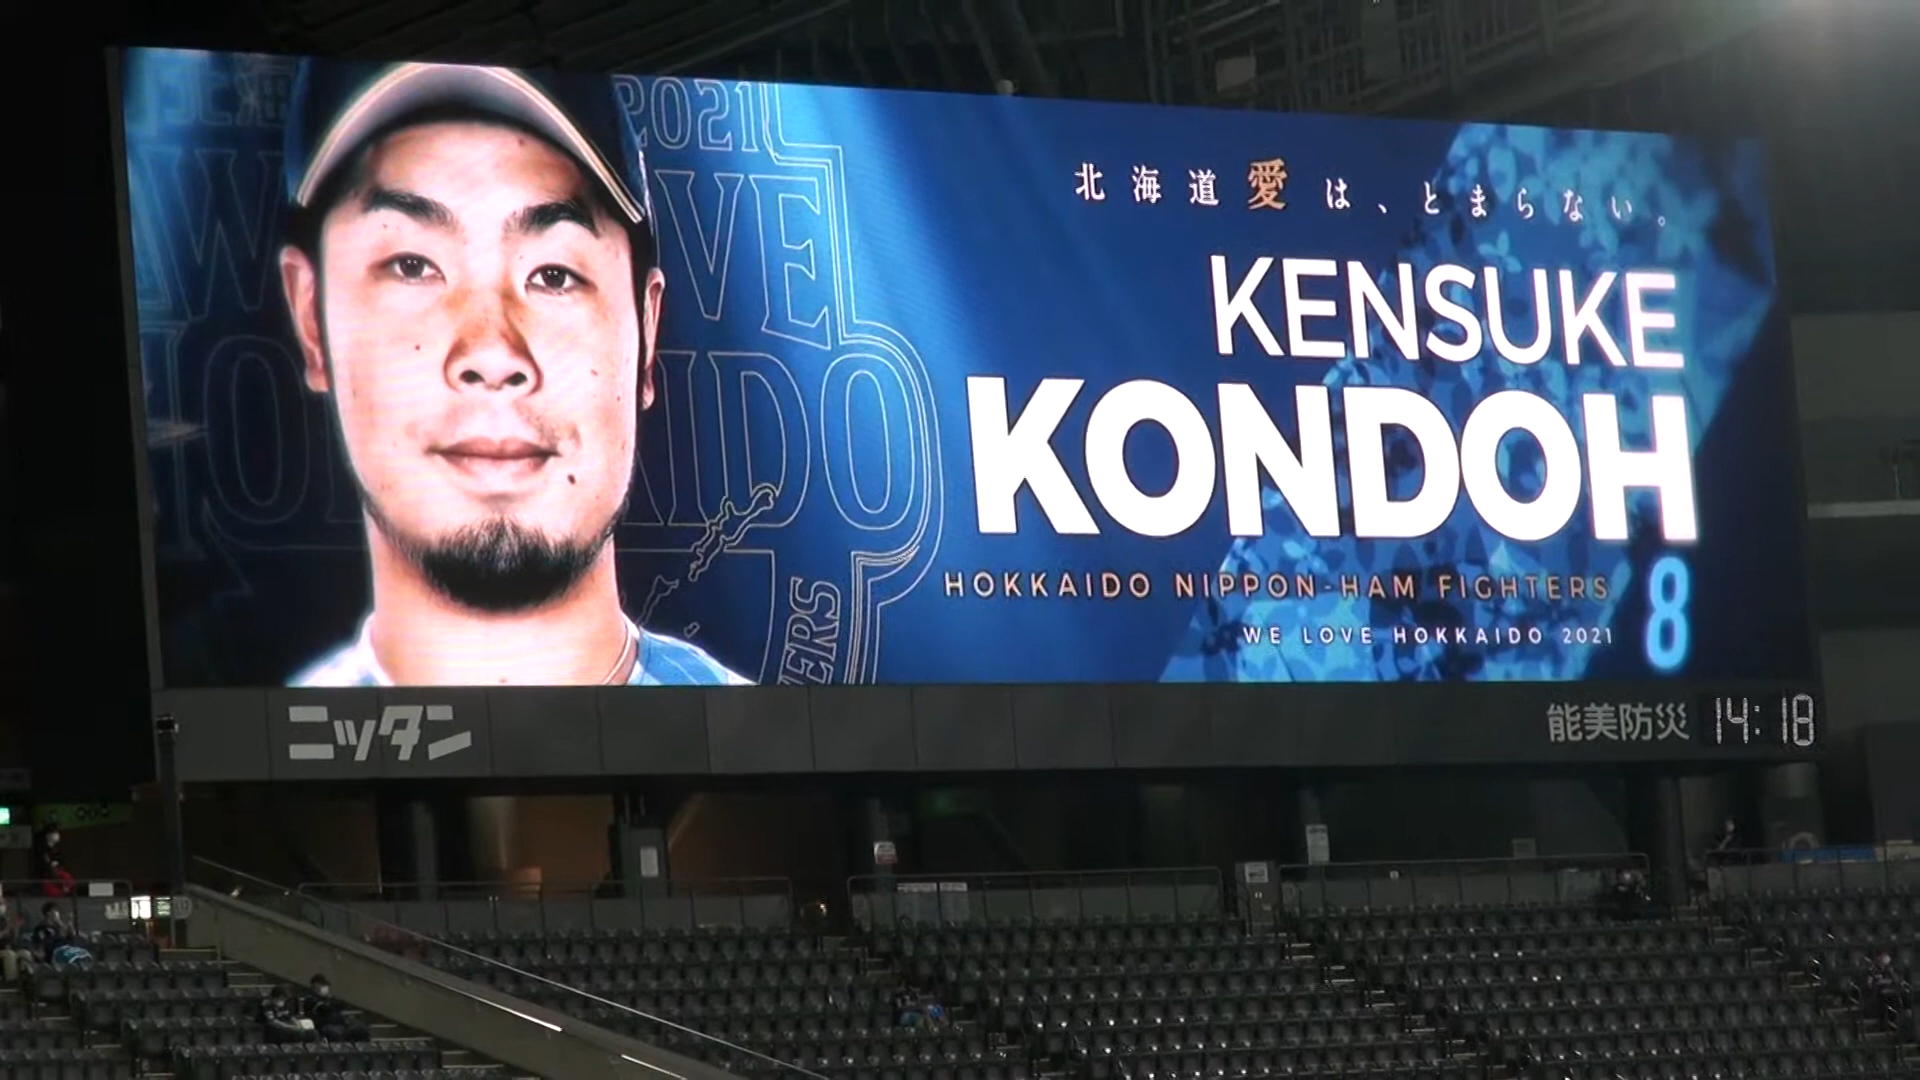 2021
北海道愛は、とまらない。
KENSUKE
KONDOH
HOKKAIDO NIPPON-HAM FIGHTERS
8
WE LOVE HOKKAIDO 2021
ニッタン
能美防災
14:18